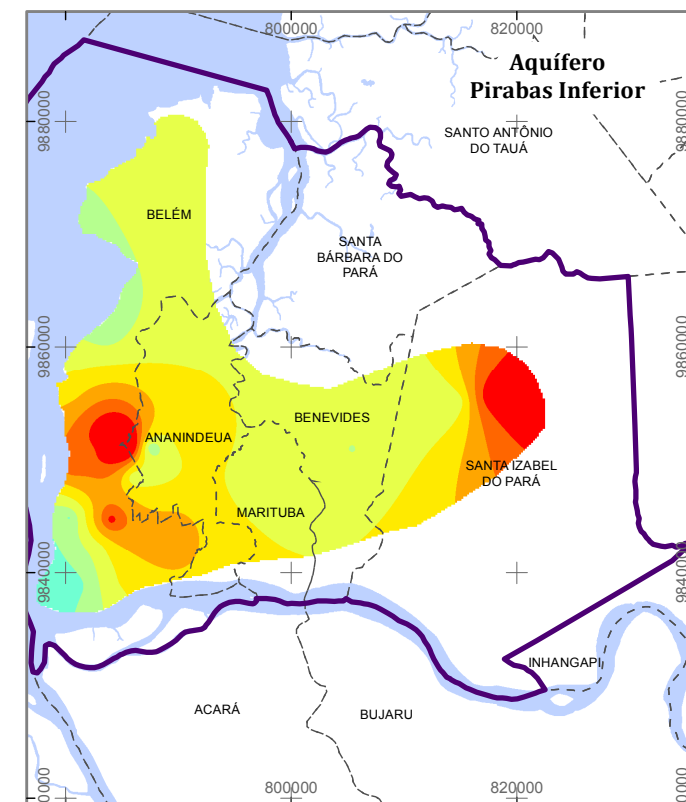 800000
820000
Aquífero
Pirabas Inferior
9880000
9880000
SANTO ANTÔNIO
DO TAUÁ
BELÉM
SANTA
BÁRBARA DO
PARÁ
9860000
9860000
BENEVIDES
ANANINDEUA
SANTA IZABEL
DO PARÁ
MARITUBA
9840000
9840000
INHANGAPI
ACARÁ
BUJARU
800000
820000